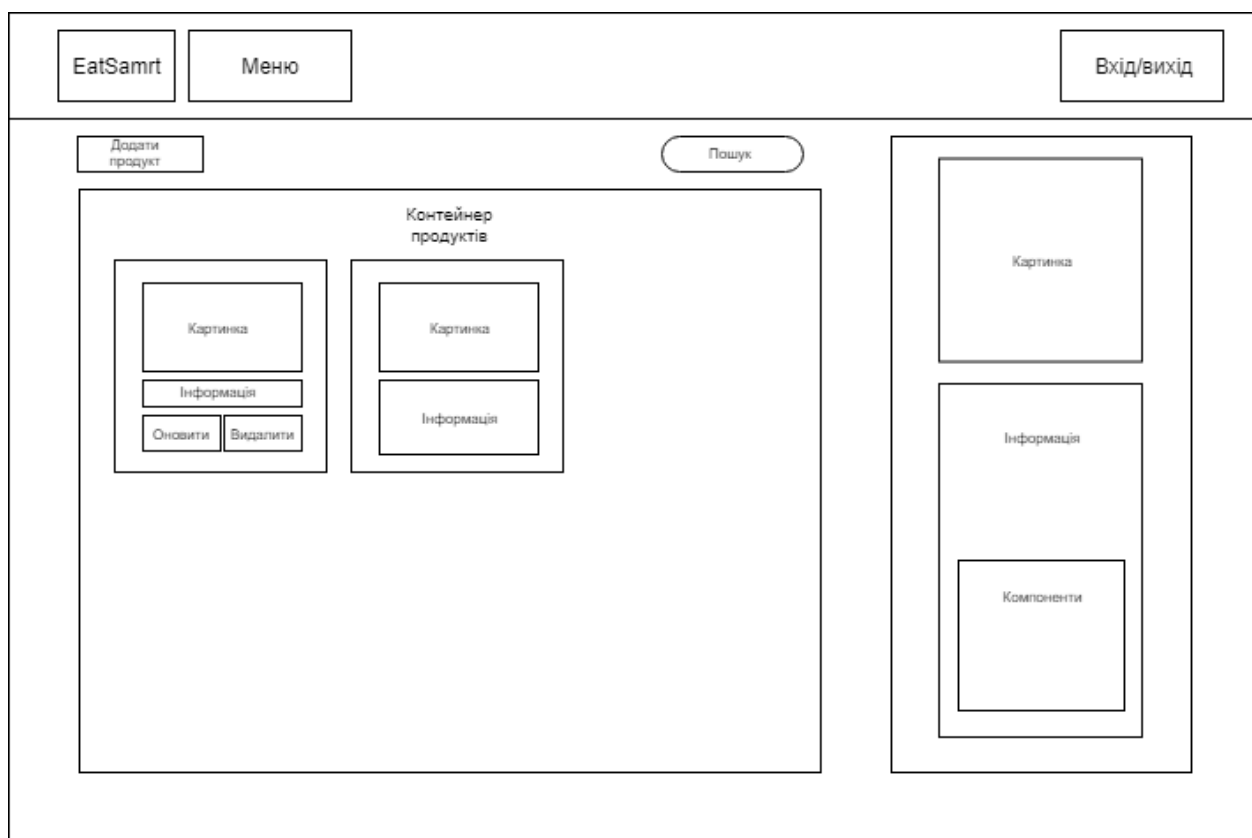 EatSamrt
Меню
Вхід/вихід
Додати
продукт
Пошук
Контейнер
продуктів
Картинка
Інформація
Оновити
Видалити
Картинка
Інформація
Картинка
Інформація
Компоненти